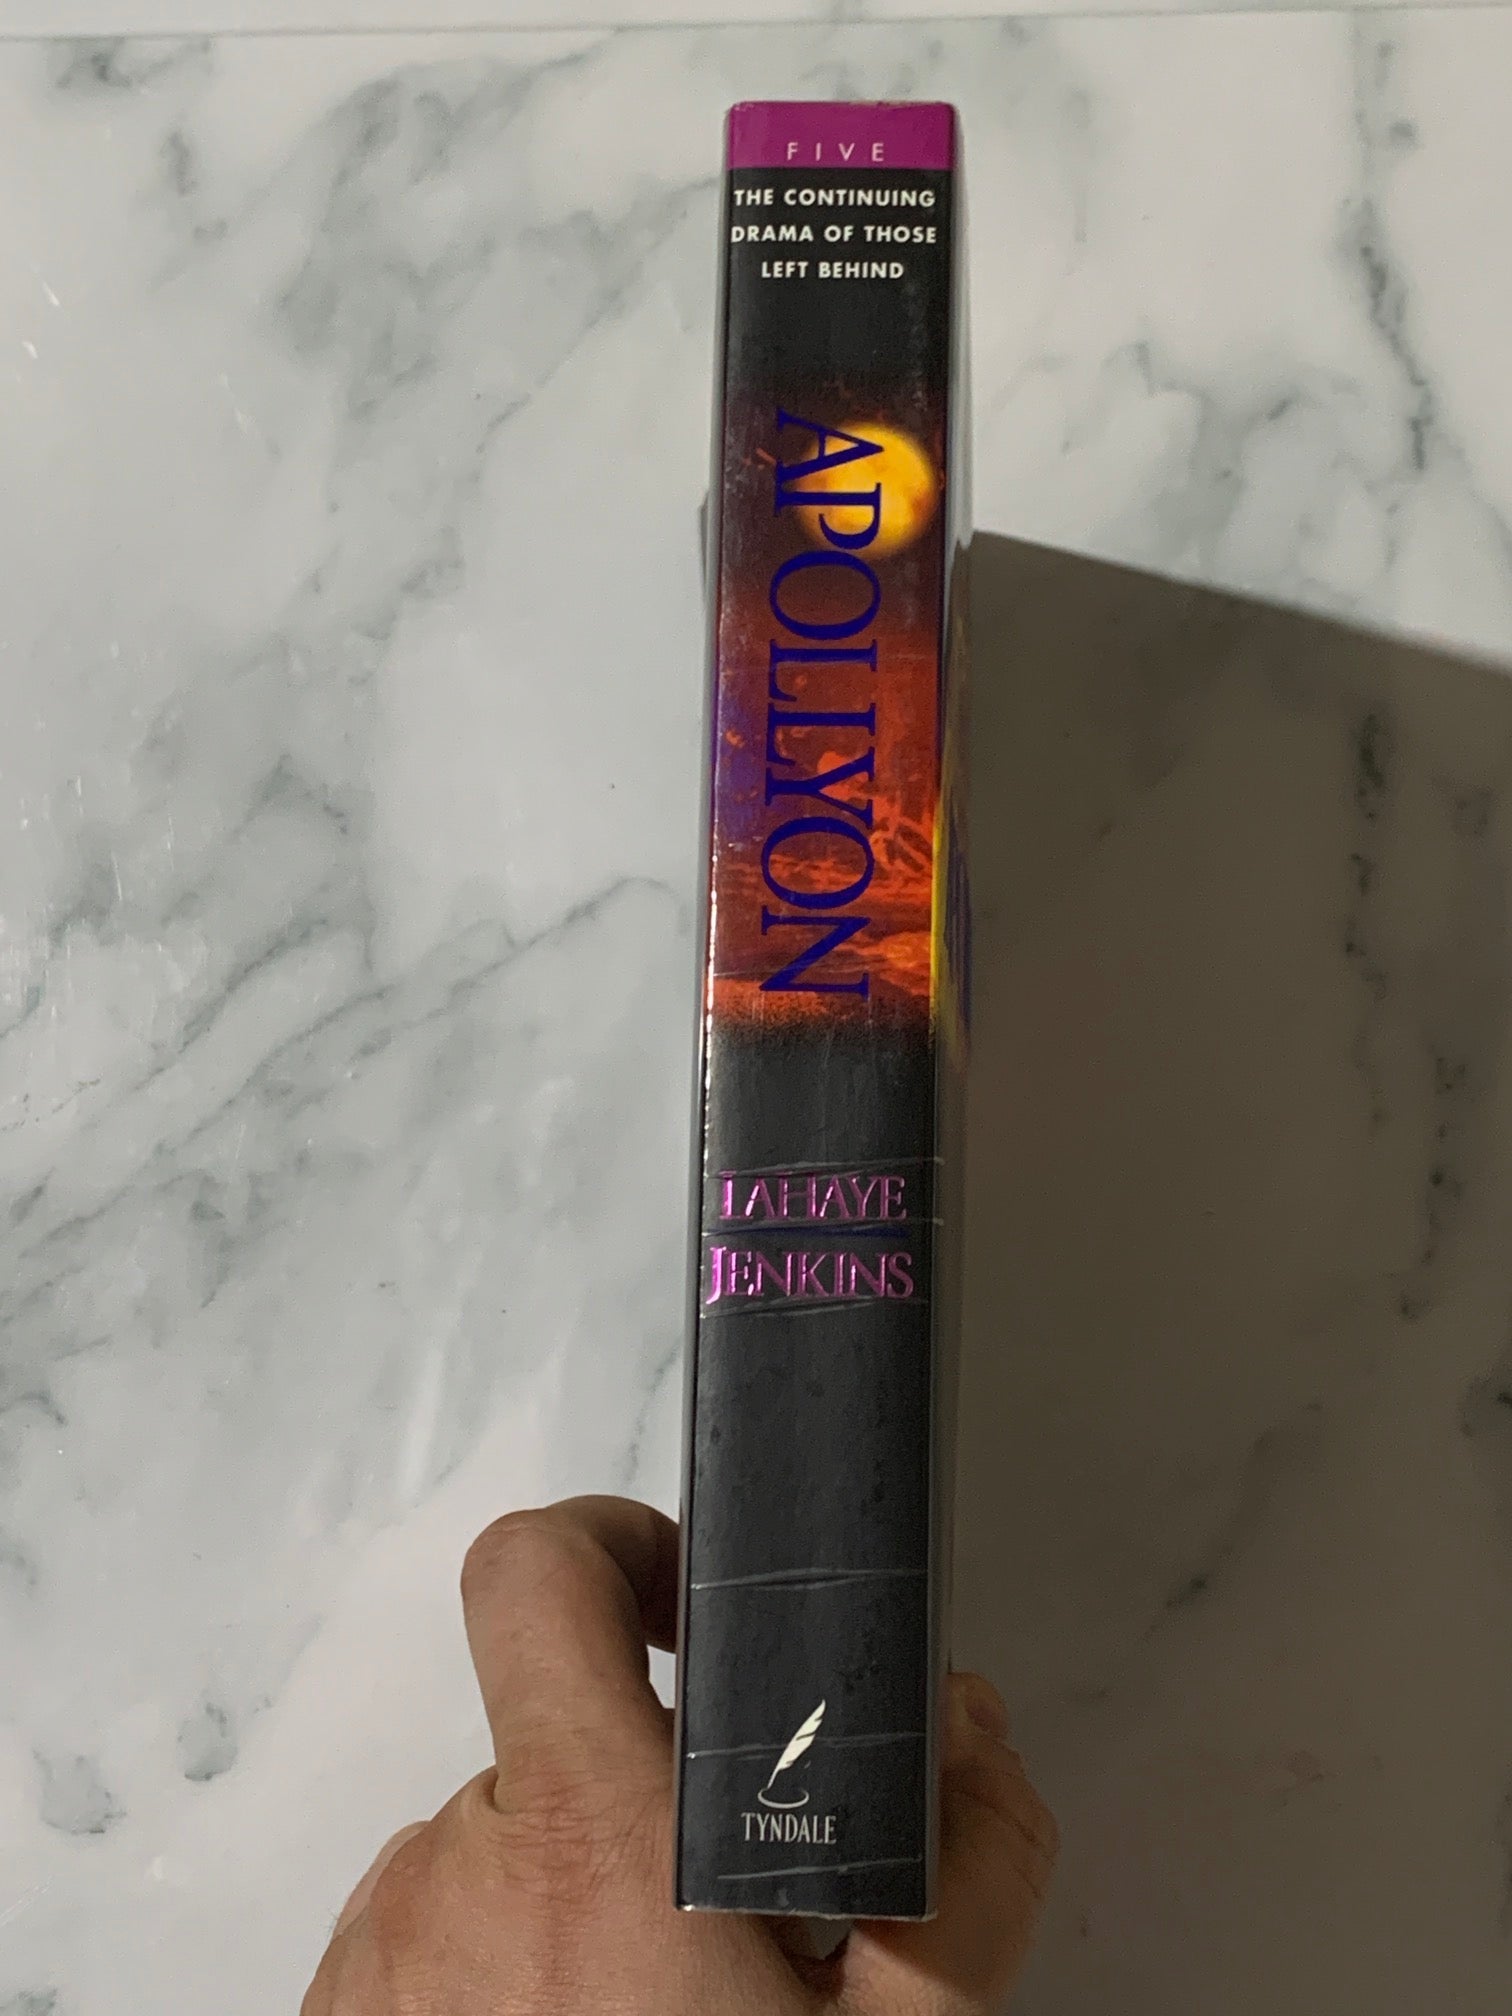 FIVE
THE CONTINUING
DRAMA OF THOSE
LEFT BEHIND
APOLLYON
LAHAYE
JENKINS
TYNDALE